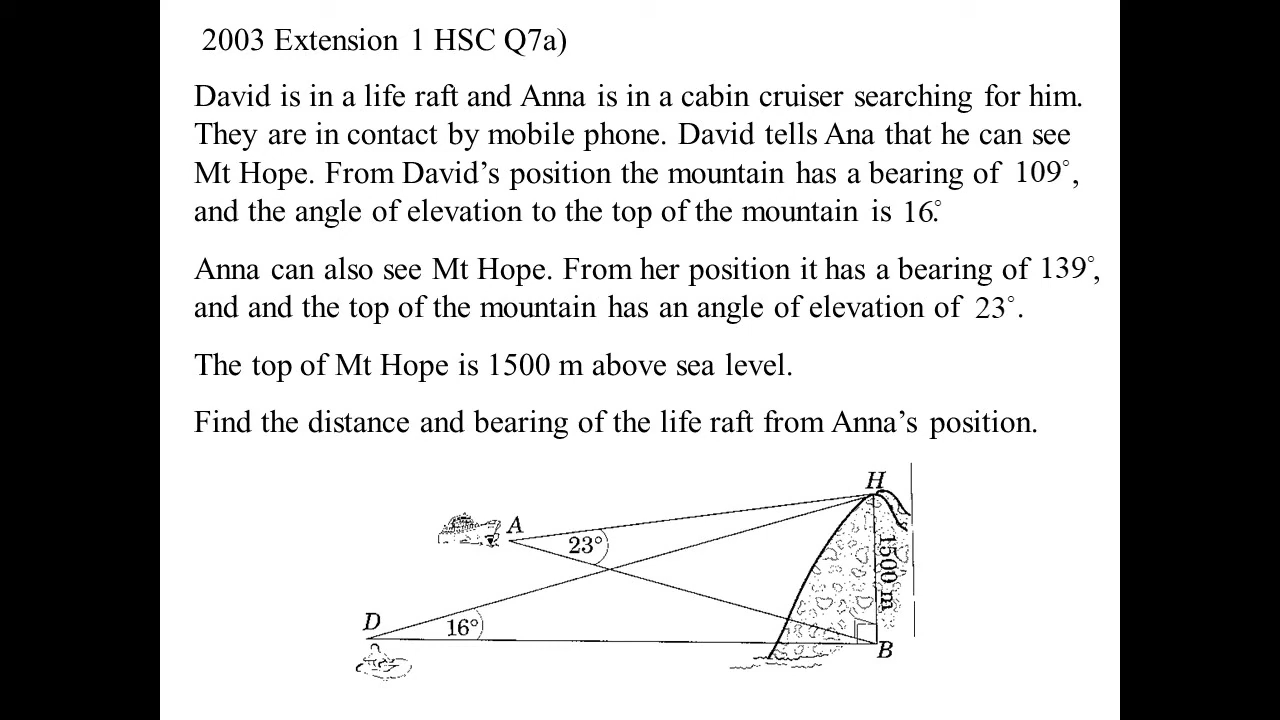 2003 Extension 1 HSC Q7a)
David is in a life raft and Anna is in a cabin cruiser searching for him.
They are in contact by mobile phone. David tells Ana that he can see
Mt Hope. From David’s position the mountain has a bearing of 109°,
and the angle of elevation to the top of the mountain is 16°.
Anna can also see Mt Hope. From her position it has a bearing of 139°,
and and the top of the mountain has an angle of elevation of 23°.
The top of Mt Hope is 1500 m above sea level.
Find the distance and bearing of the life raft from Anna’s position.
H
A
23°
1500 m
D
16°
B